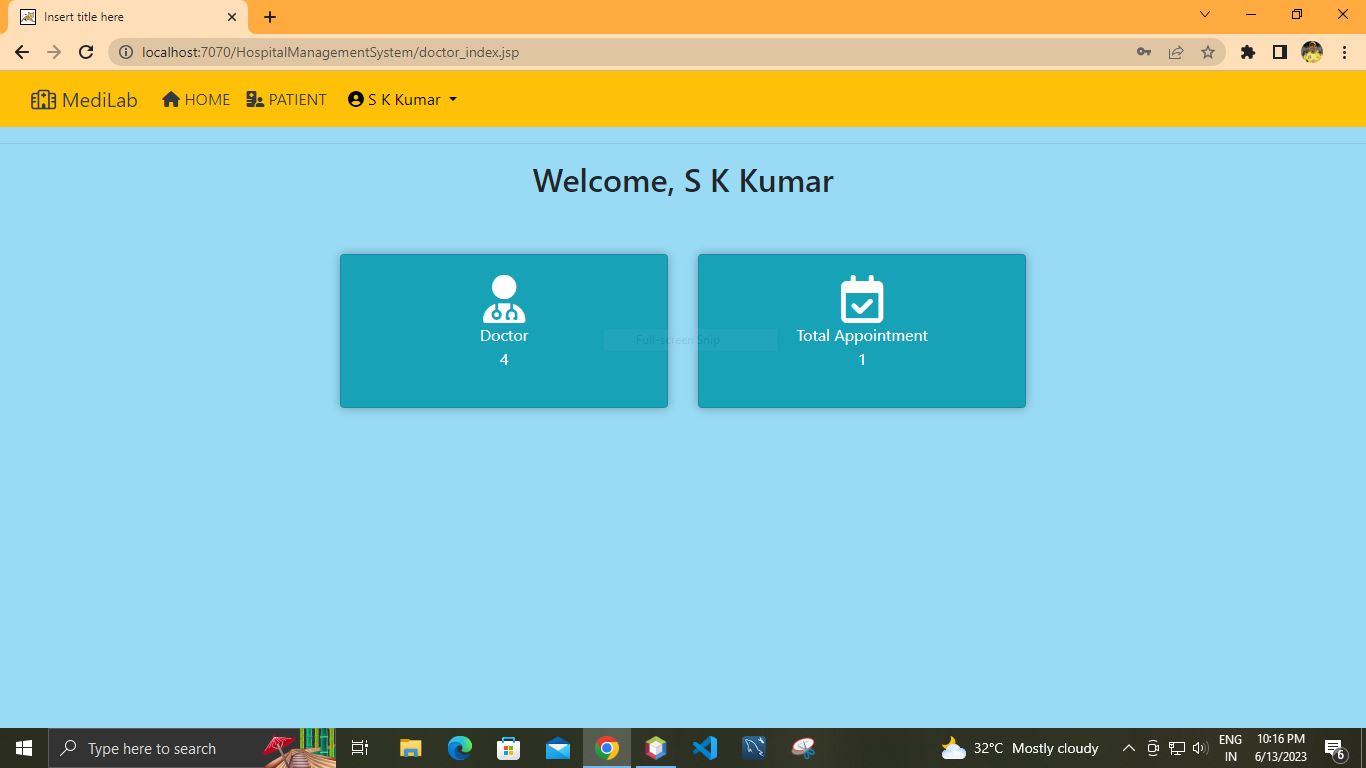 Insert title here
localhost:7070/HospitalManagementSystem/doctor_index.jsp
MediLab HOME PATIENT S K Kumar
Welcome, S K Kumar
Doctor
4
Full-screen Snip
Total Appointment
1
Type here to search
32°C Mostly cloudy
ENG
IN
10:16 PM
6/13/2023
6